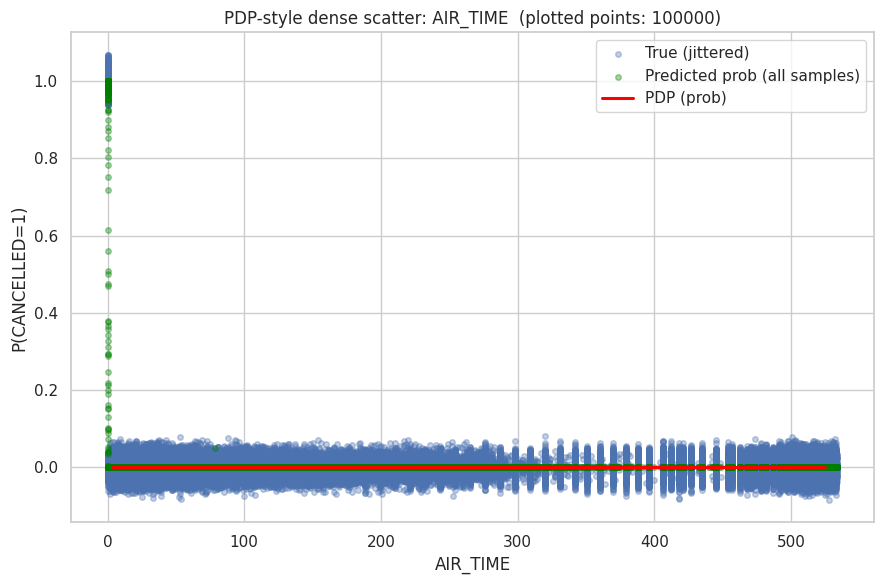 PDP-style dense scatter: AIR_TIME  (plotted points: 100000)
True (jittered)
Predicted prob (all samples)
PDP (prob)
P(CANCELLED=1)
1.0
0.8
0.6
0.4
0.2
0.0
0 100 200 300 400 500
AIR_TIME